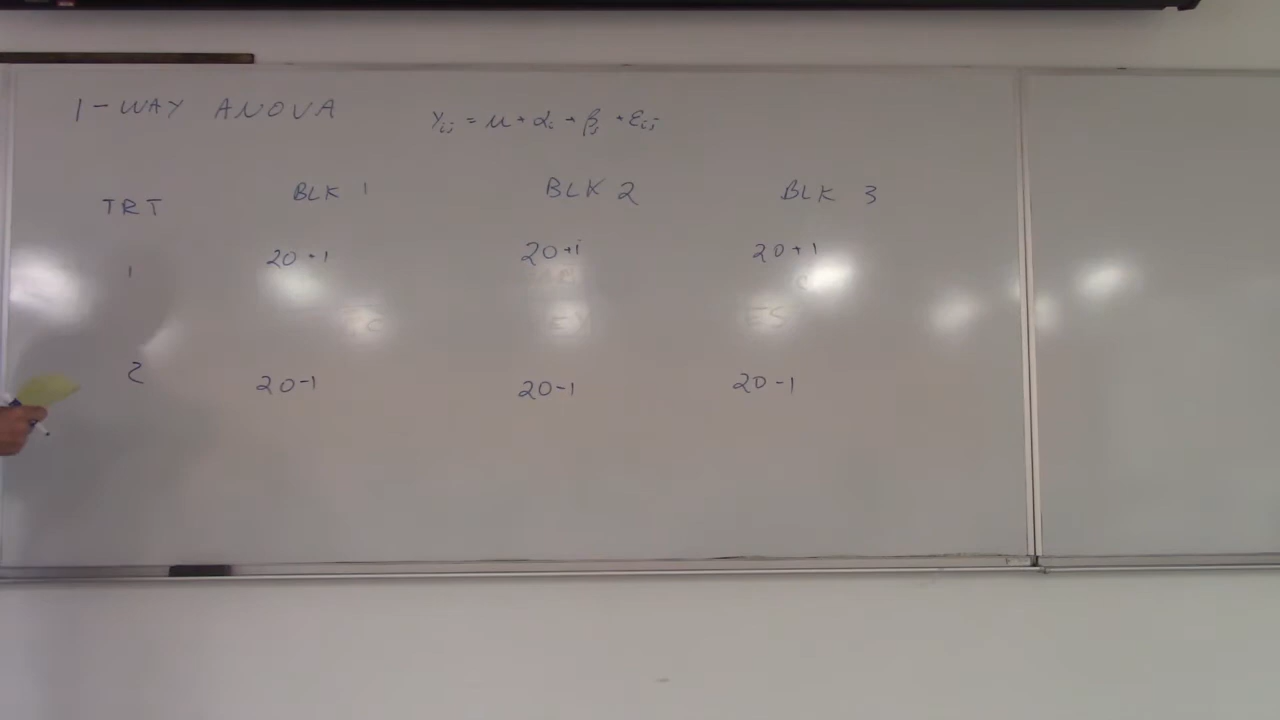 1-WAY ANOVA
Yij = μ + αi + βj + εij
TRT BLK 1 BLK 2 BLK 3
1 20+1 20+1 20+1
2 20-1 20-1 20-1